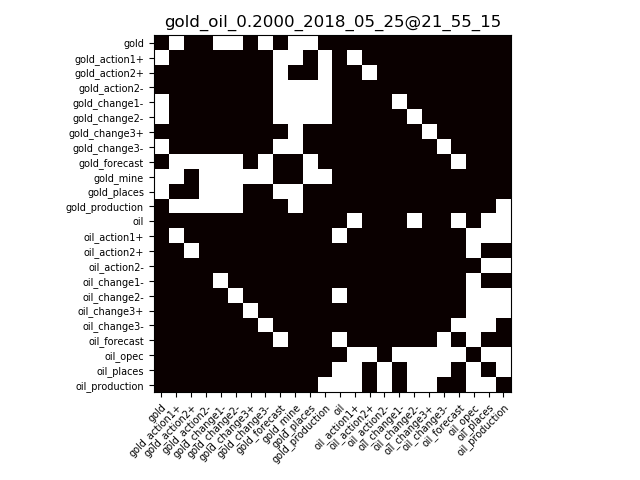 gold_oil_0.2000_2018_05_25@21_55_15
gold
gold_action1+
gold_action2+
gold_action2-
gold_change1-
gold_change2-
gold_change3+
gold_change3-
gold_forecast
gold_mine
gold_places
gold_production
oil
oil_action1+
oil_action2+
oil_action2-
oil_change1-
oil_change2-
oil_change3+
oil_change3-
oil_forecast
oil_opec
oil_places
oil_production
gold
gold_action1+
gold_action2+
gold_action2-
gold_change1-
gold_change2-
gold_change3+
gold_change3-
gold_forecast
gold_mine
gold_places
gold_production
oil
oil_action1+
oil_action2+
oil_action2-
oil_change1-
oil_change2-
oil_change3+
oil_change3-
oil_forecast
oil_opec
oil_places
oil_production